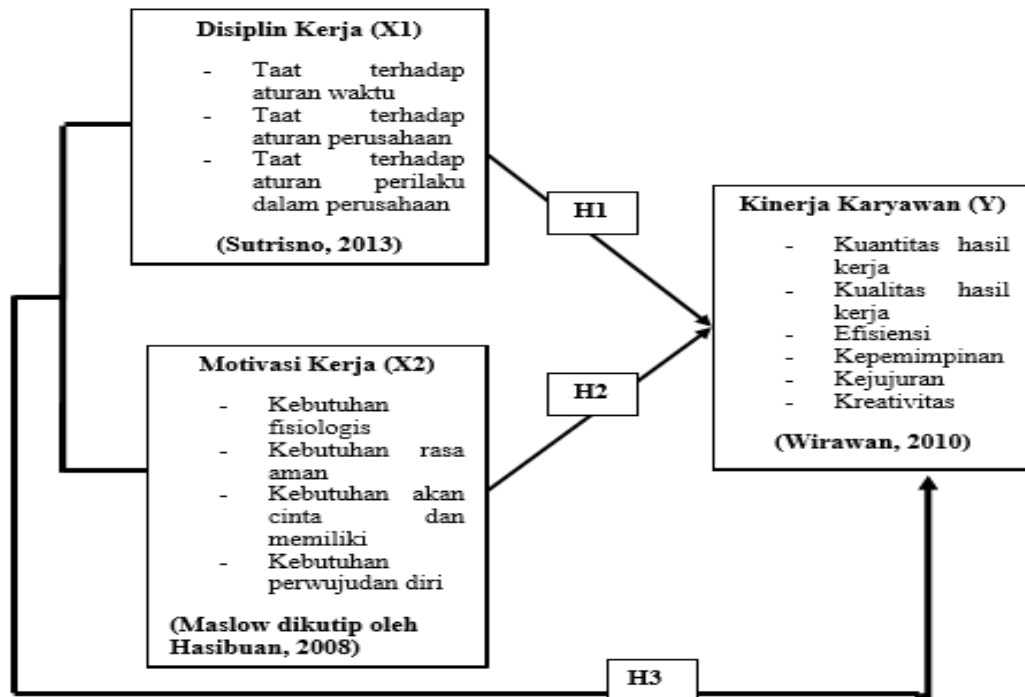 Disiplin Kerja (X1)
- Taat terhadap
aturan waktu
- Taat terhadap
aturan perusahaan
- Taat terhadap
aturan perilaku
dalam perusahaan
(Sutrisno, 2013)
H1
Kinerja Karyawan (Y)
- Kuantitas hasil
kerja
- Kualitas hasil
kerja
- Efisiensi
- Kepemimpinan
- Kejujuran
- Kreativitas
(Wirawan, 2010)
Motivasi Kerja (X2)
- Kebutuhan
fisiologis
- Kebutuhan rasa
aman
- Kebutuhan akan
cinta dan
memiliki
- Kebutuhan
perwujudan diri
(Maslow dikutip oleh
Hasibuan, 2008)
H2
H3